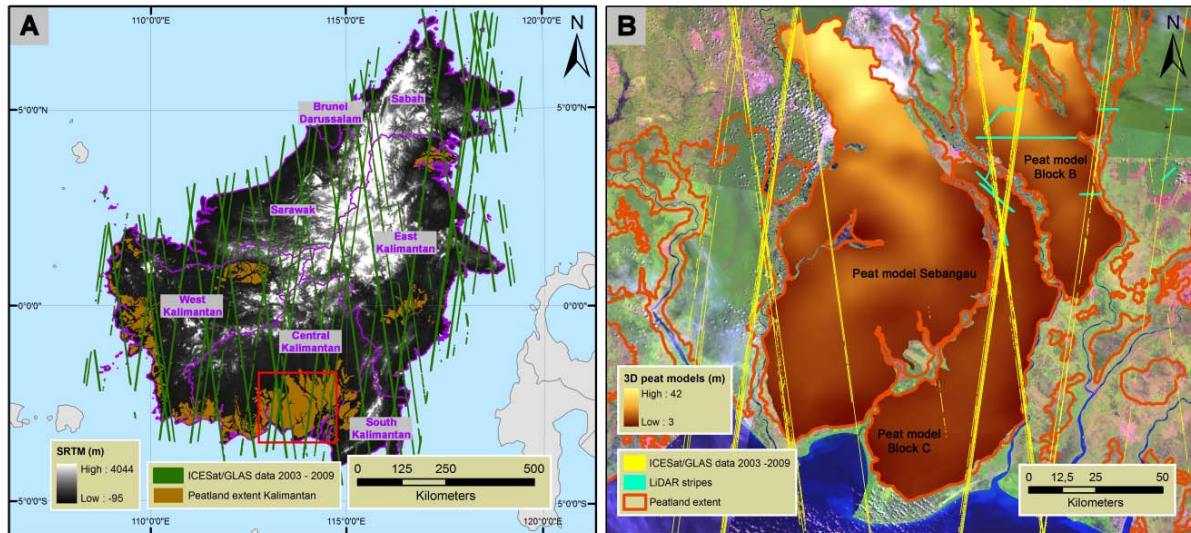 A
110°0'0"E
115°0'0"E
120°0'0"E
N
5°0'0"N
5°0'0"N
Brunei
Darussalam
Sabah
Sarawak
East
Kalimantan
0°0'0"
0°0'0"
West
Kalimantan
Central
Kalimantan
South
Kalimantan
SRTM (m)
High : 4044
Low : -95
ICESat/GLAS data 2003 - 2009
Peatland extent Kalimantan
0 125 250 500
Kilometers
5°0'0"S
5°0'0"S
110°0'0"E
115°0'0"E
120°0'0"E
B
N
Peat model
Block B
Peat model Sebangau
3D peat models (m)
High : 42
Low : 3
Peat model
Block C
ICESat/GLAS data 2003 -2009
LiDAR stripes
Peatland extent
0 12,5 25 50
Kilometers